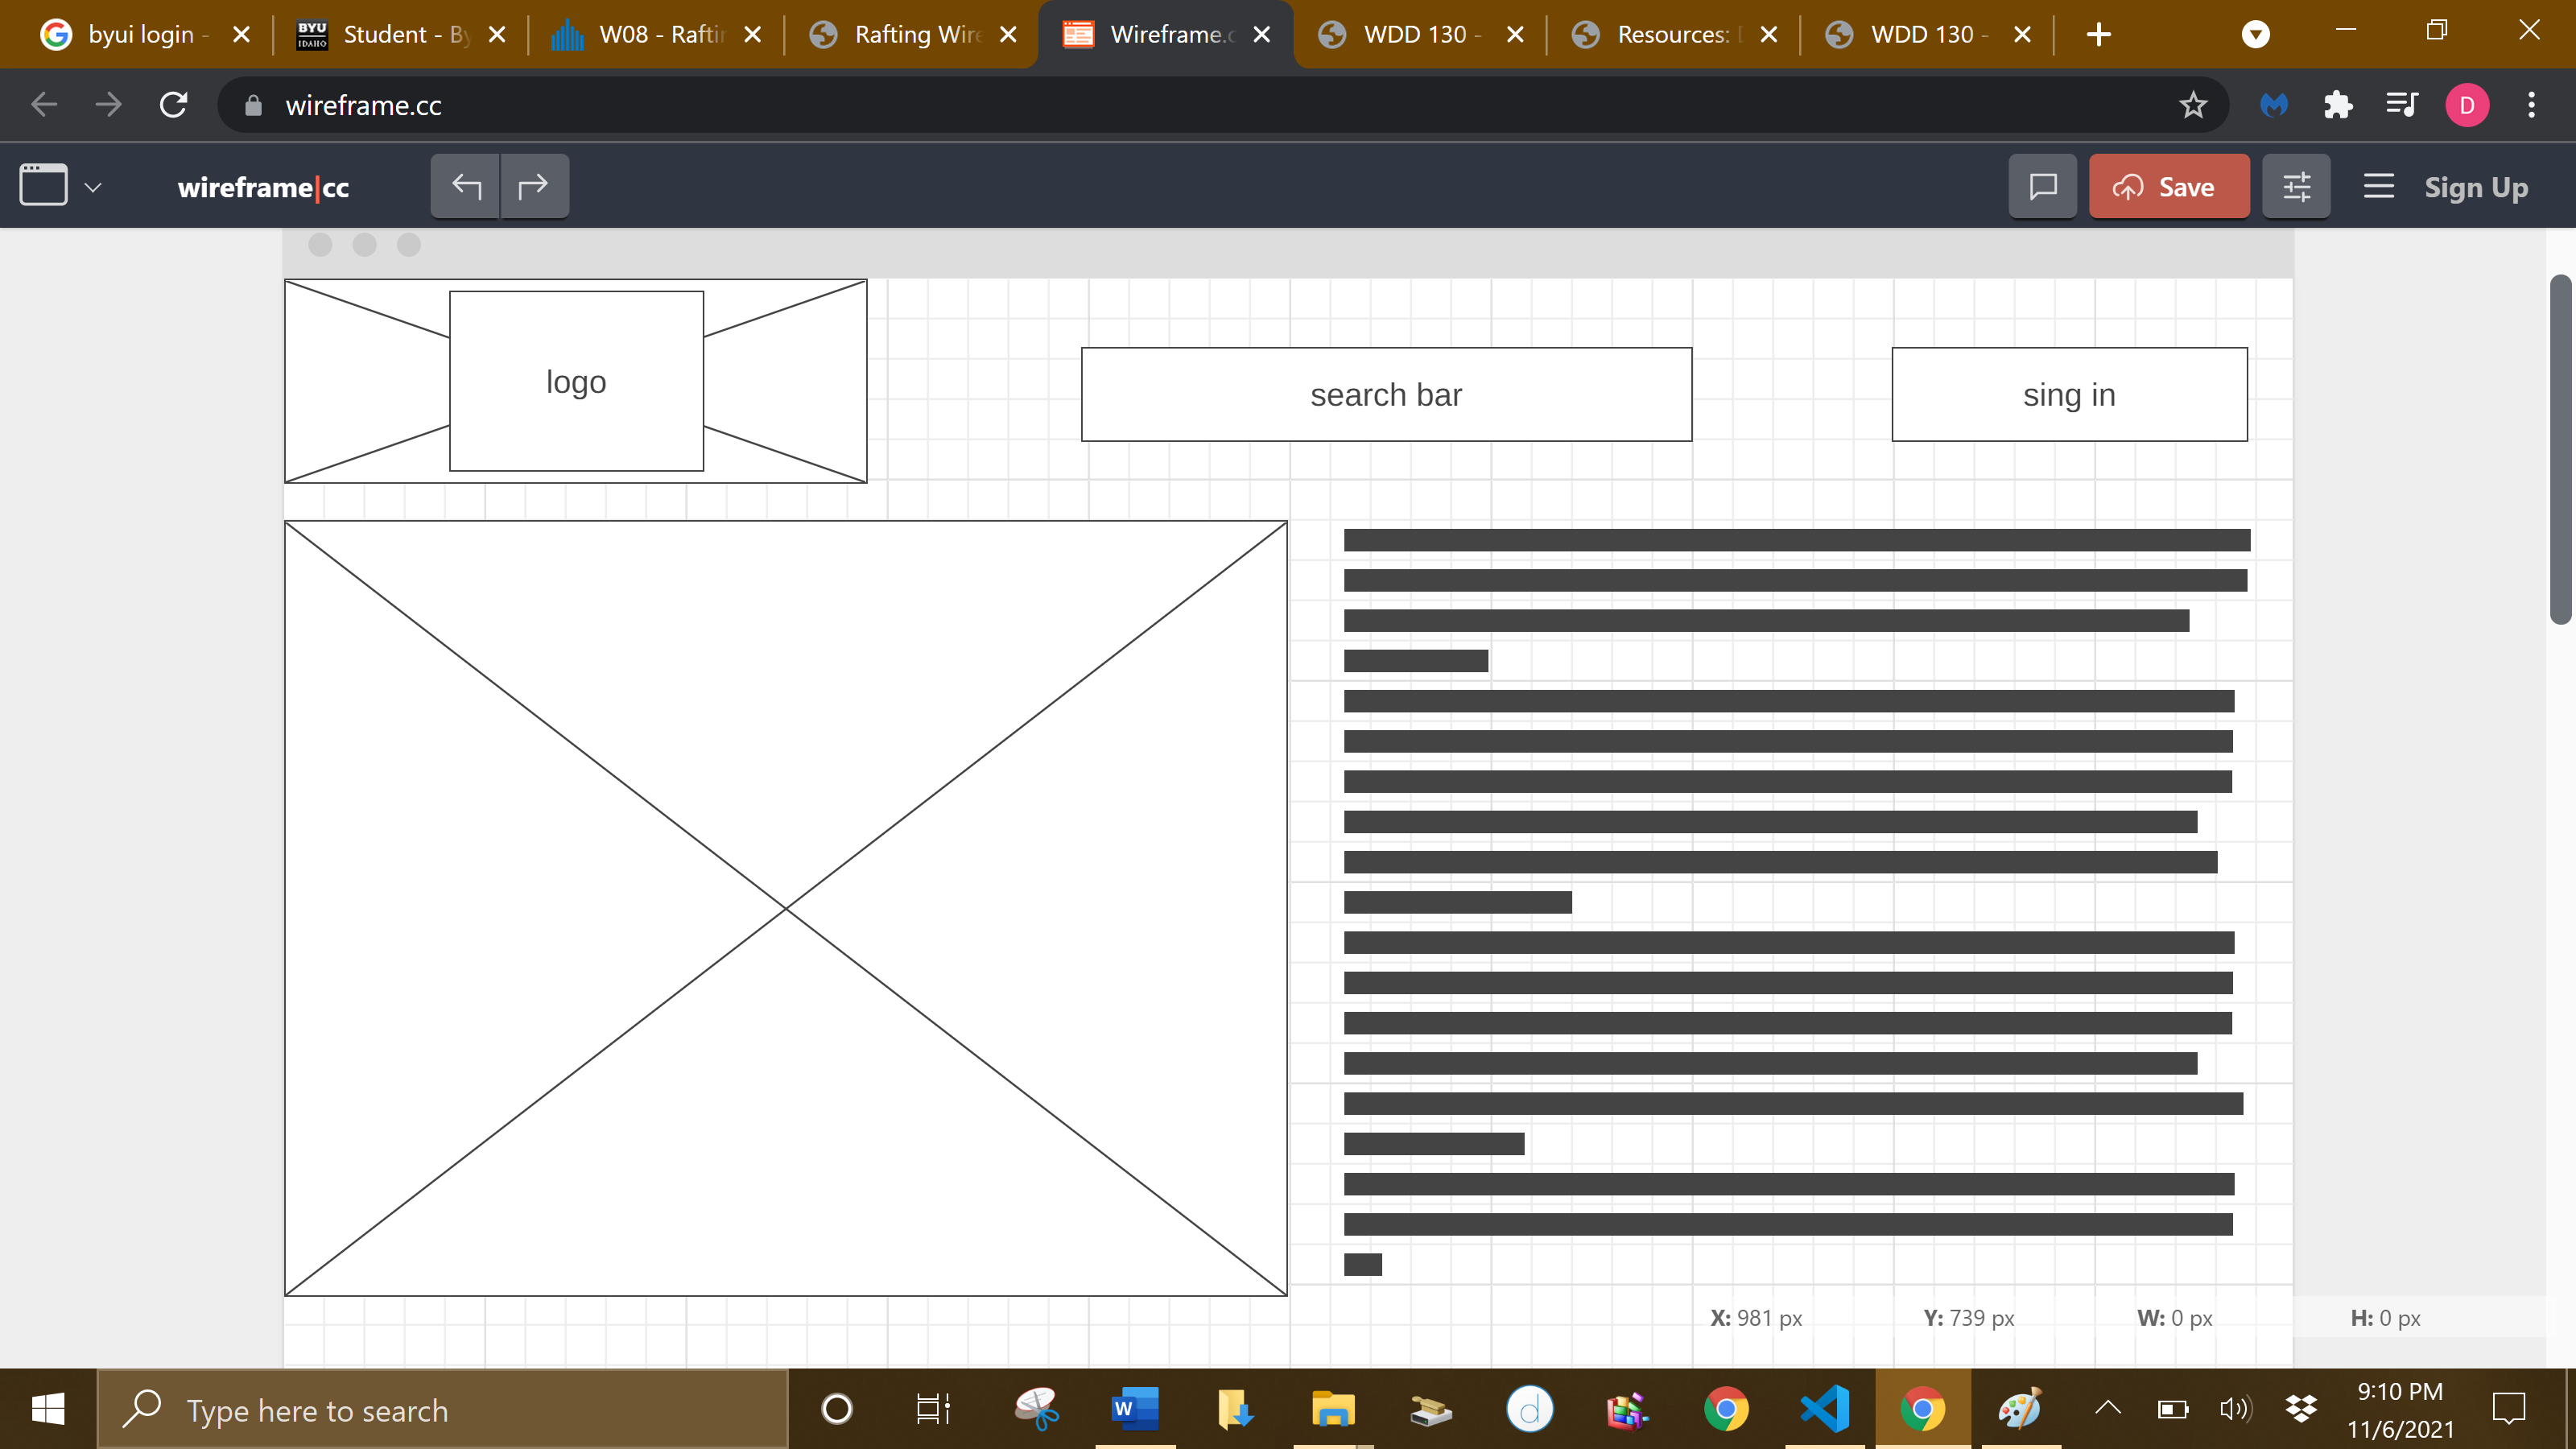 byui login -
Student - By
W08 - Raftin
Rafting Wire
Wireframe.c
WDD 130 -
Resources: D
WDD 130 -
wireframe.cc
D
wireframe|cc
Save
Sign Up
logo
search bar
sing in
X: 981 px
Y: 739 px
W: 0 px
H: 0 px
Type here to search
9:10 PM
11/6/2021